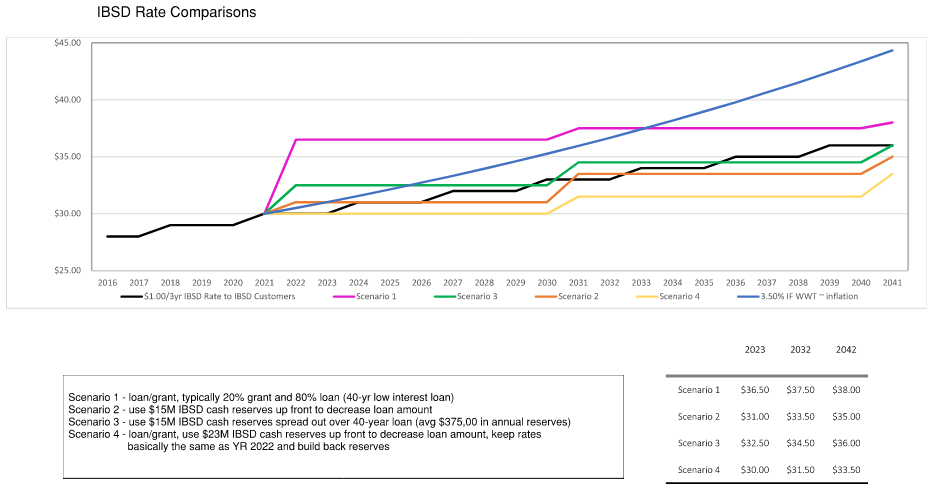 IBSD Rate Comparisons
$45.00
$40.00
$35.00
$30.00
$25.00
2016 2017 2018 2019 2020 2021 2022 2023 2024 2025 2026 2027 2028 2029 2030 2031 2032 2033 2034 2035 2036 2037 2038 2039 2040 2041
$1.00/3yr IBSD Rate to IBSD Customers Scenario 1 Scenario 3 Scenario 2 Scenario 4 3.50% IF WWT ~ inflation
2023 2032 2042
Scenario 1 $36.50 $37.50 $38.00
Scenario 2 $31.00 $33.50 $35.00
Scenario 3 $32.50 $34.50 $36.00
Scenario 4 $30.00 $31.50 $33.50
Scenario 1 - loan/grant, typically 20% grant and 80% loan (40-yr low interest loan)
Scenario 2 - use $15M IBSD cash reserves up front to decrease loan amount
Scenario 3 - use $15M IBSD cash reserves spread out over 40-year loan (avg $375,00 in annual reserves)
Scenario 4 - loan/grant, use $23M IBSD cash reserves up front to decrease loan amount, keep rates
basically the same as YR 2022 and build back reserves